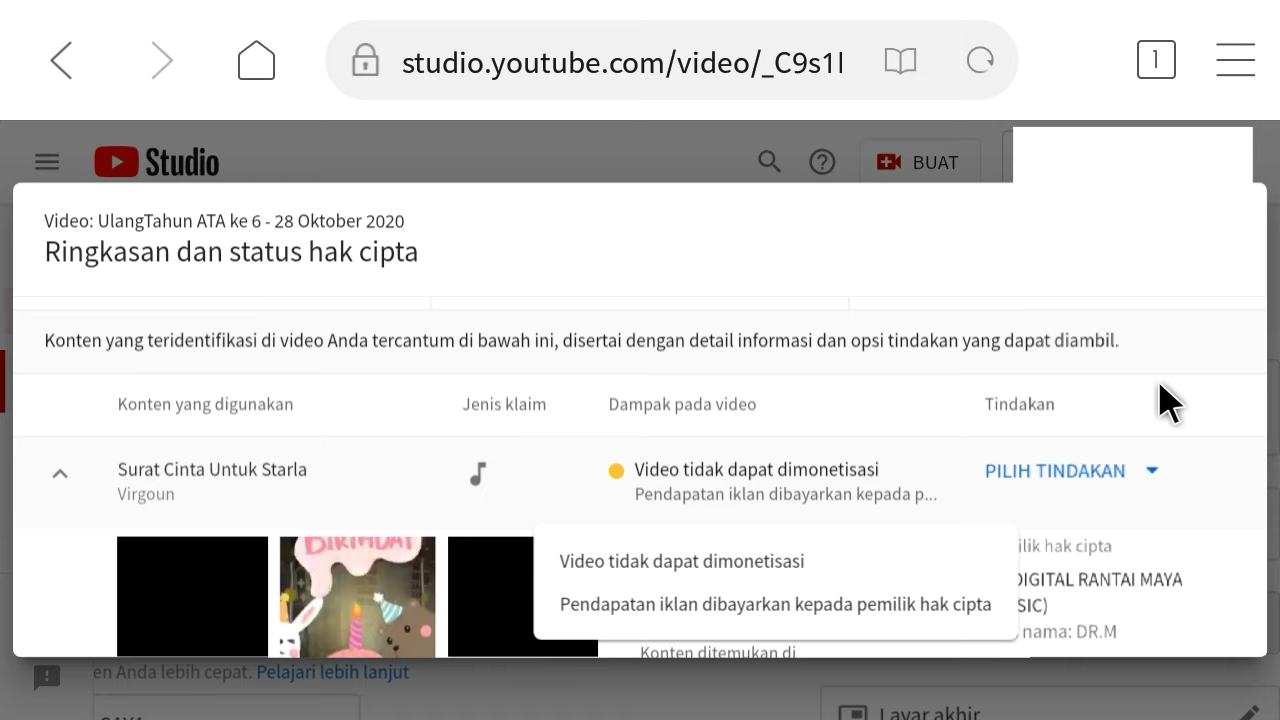 studio.youtube.com/video/_C9s1l
1
Studio
BUAT
Video: UlangTahun ATA ke 6 - 28 Oktober 2020
Ringkasan dan status hak cipta
Konten yang teridentifikasi di video Anda tercantum di bawah ini, disertai dengan detail informasi dan opsi tindakan yang dapat diambil.
Konten yang digunakan
Jenis klaim
Dampak pada video
Tindakan
Surat Cinta Untuk Starla
Virgoun
Video tidak dapat dimonetisasi
Pendapatan iklan dibayarkan kepada p...
PILIH TINDAKAN
BIRTHDAY
Video tidak dapat dimonetisasi
Pendapatan iklan dibayarkan kepada pemilik hak cipta
ilik hak cipta
DIGITAL RANTAI MAYA
SIC)
nama: DR.M
Konten ditemukan di
en Anda lebih cepat. Pelajari lebih lanjut
Layar akhir